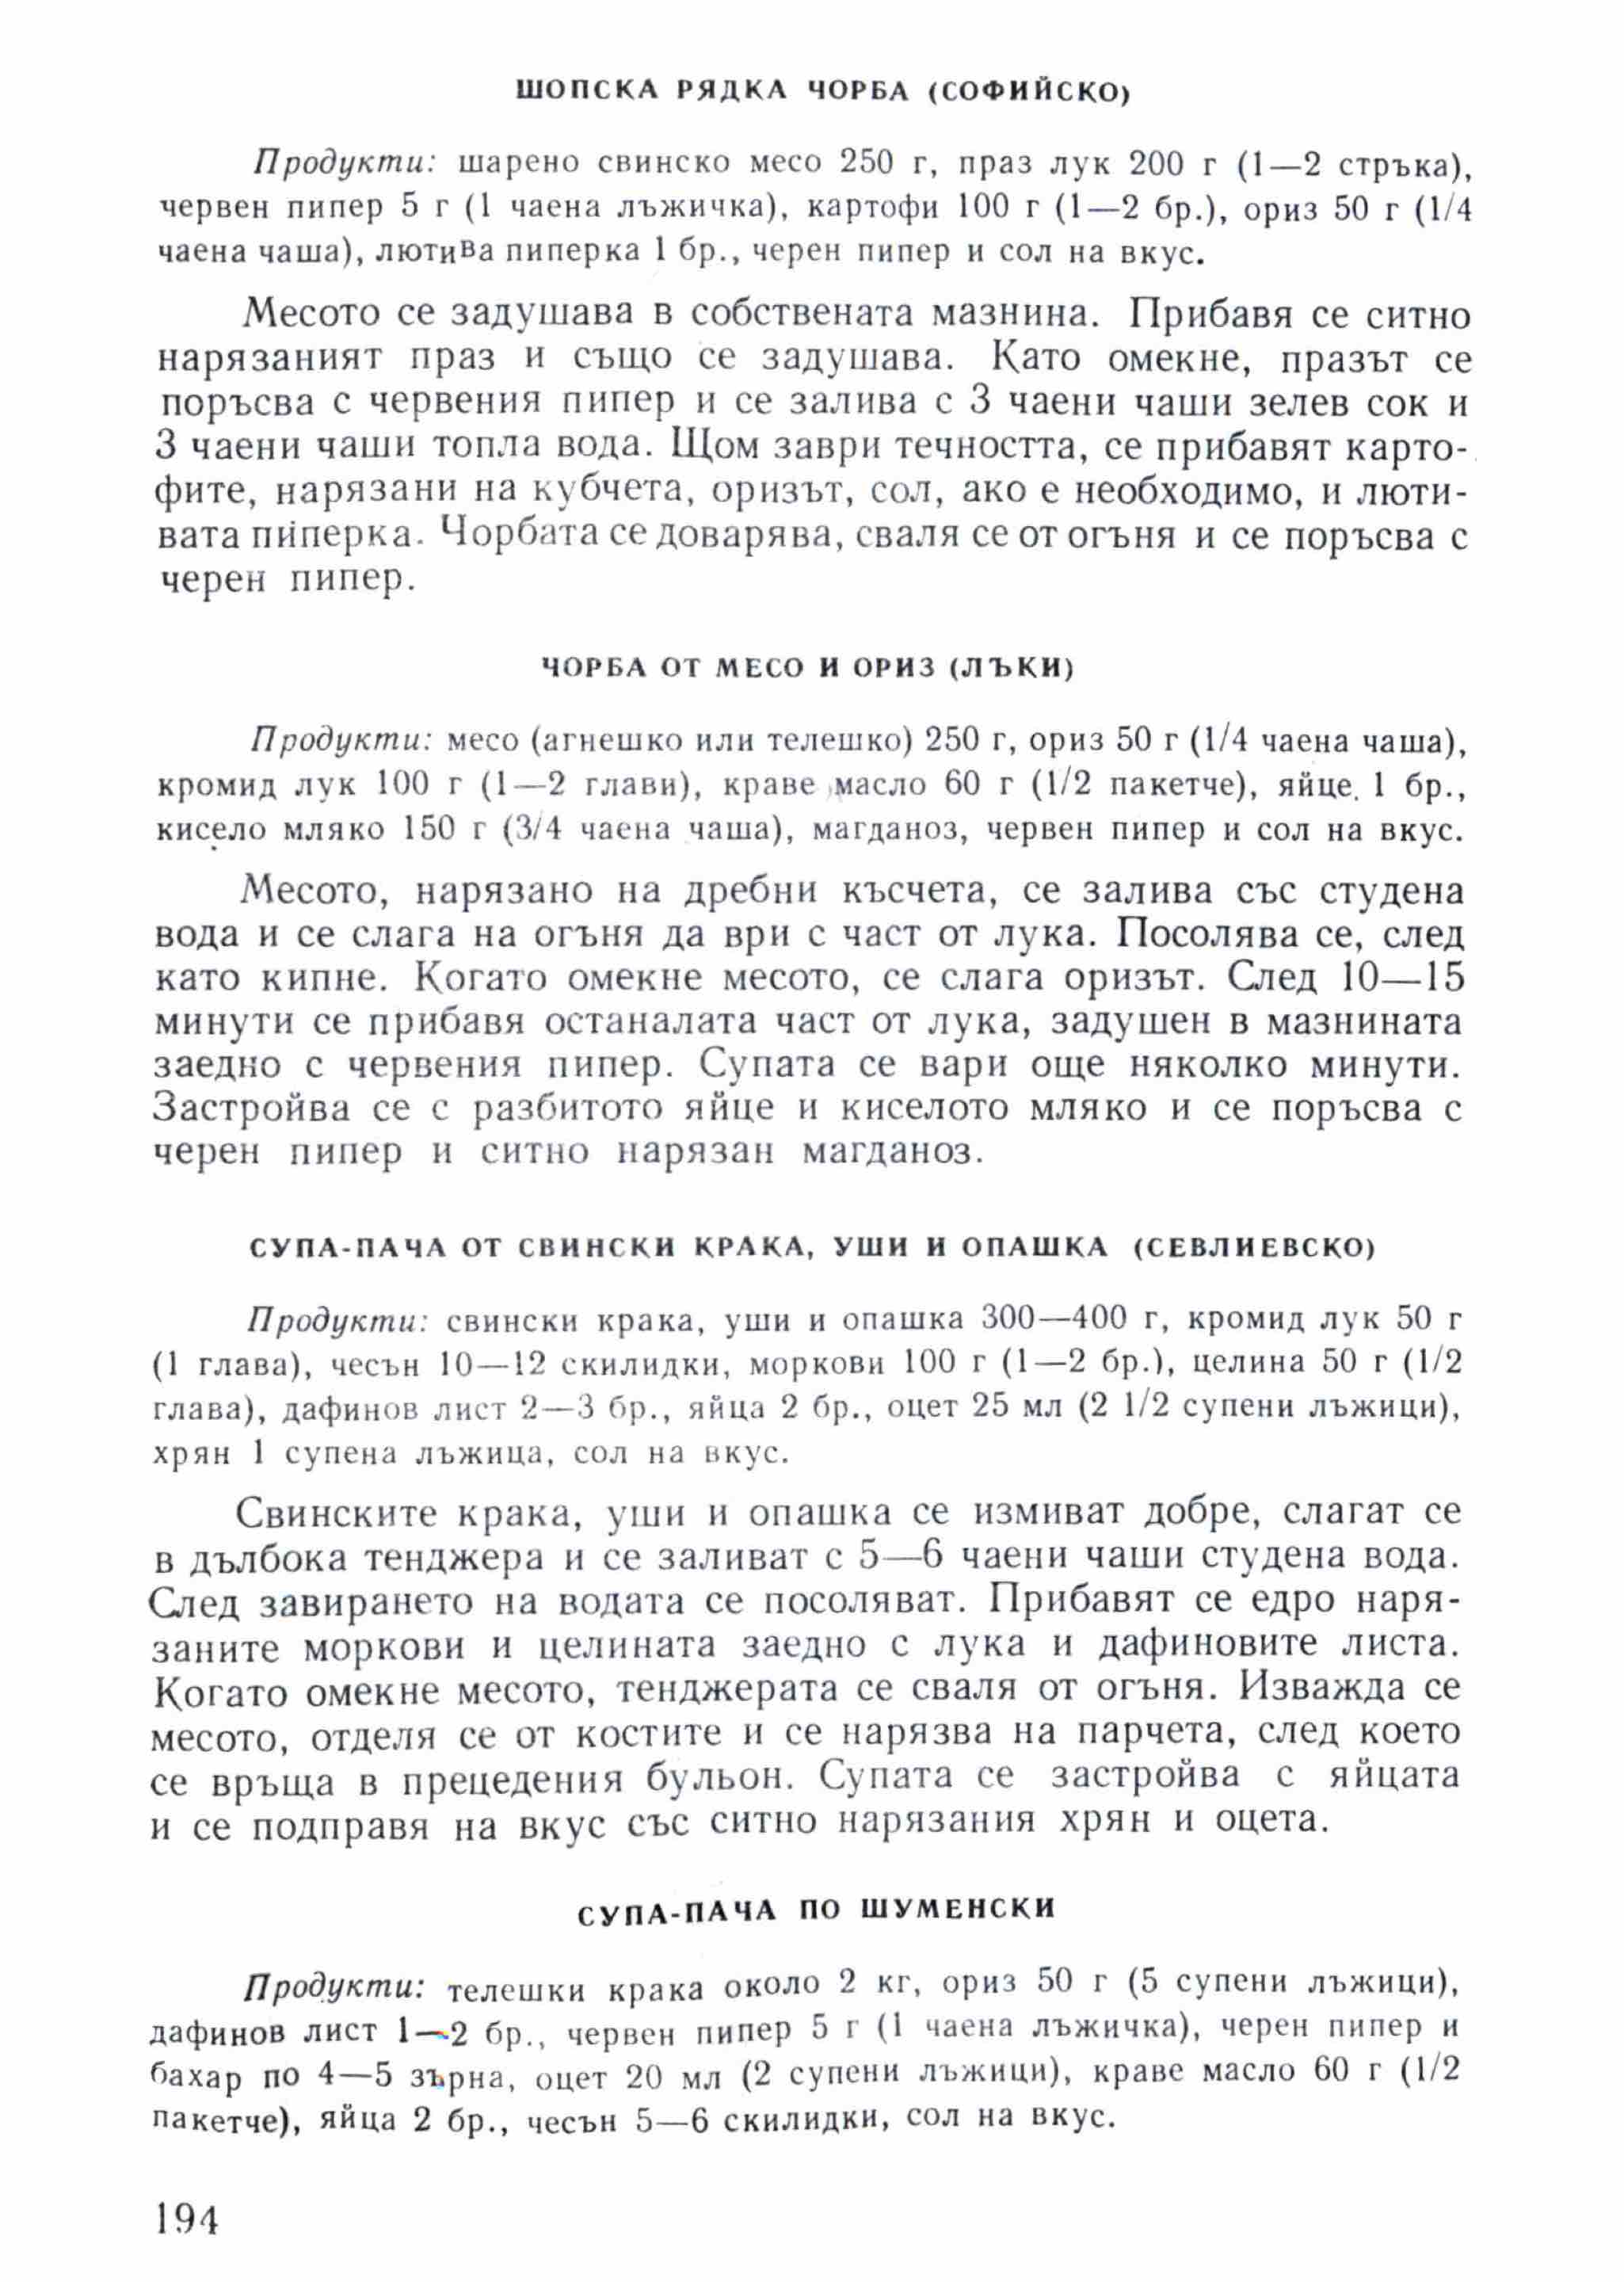 ШОПСКА РЯДКА ЧОРБА (СОФИЙСКО)
Продукти: шарено свинско месо 250 г, праз лук 200 г (1—2 стръка),
червен пипер 5 г (1 чаена лъжичка), картофи 100 г (1—2 бр.), ориз 50 г (1/4
чаена чаша), лютива пиперка 1 бр., черен пипер и сол на вкус.
Месото се задушава в собствената мазнина. Прибавя се ситно
нарязаният праз и също се задушава. Като омекне, празът се
поръсва с червения пипер и се залива с 3 чаени чаши зелев сок и
3 чаени чаши топла вода. Щом заври течността, се прибавят карто-
фите, нарязани на кубчета, оризът, сол, ако е необходимо, и люти-
вата пиперка. Чорбата се доварява, сваля се от огъня и се поръсва с
черен пипер.
ЧОРБА ОТ МЕСО И ОРИЗ (ЛЪКИ)
Продукти: месо (агнешко или телешко) 250 г, ориз 50 г (1/4 чаена чаша),
кромид лук 100 г (1—2 глави), краве масло 60 г (1/2 пакетче), яйце. 1 бр.,
кисело мляко 150 г (3/4 чаена чаша), магданоз, червен пипер и сол на вкус.
Месото, нарязано на дребни късчета, се залива със студена
вода и се слага на огъня да ври с част от лука. Посолява се, след
като кипне. Когато омекне месото, се слага оризът. След 10—15
минути се прибавя останалата част от лука, задушен в мазнината
заедно с червения пипер. Супата се вари още няколко минути.
Застройва се с разбитото яйце и киселото мляко и се поръсва с
черен пипер и ситно нарязан магданоз.
СУПА-ПАЧА ОТ СВИНСКИ КРАКА, УШИ И ОПАШКА (СЕВЛИЕВСКО)
Продукти: свински крака, уши и опашка 300—400 г, кромид лук 50 г
(1 глава), чесън 10—12 скилидки, моркови 100 г (1—2 бр.), целина 50 г (1/2
глава), дафинов лист 2—3 бр., яйца 2 бр., оцет 25 мл (2 1/2 супени лъжици),
хрян 1 супена лъжица, сол на вкус.
Свинските крака, уши и опашка се измиват добре, слагат се
в дълбока тенджера и се заливат с 5—6 чаени чаши студена вода.
След завирането на водата се посоляват. Прибавят се едро наря-
заните моркови и целината заедно с лука и дафиновите листа.
Когато омекне месото, тенджерата се сваля от огъня. Изважда се
месото, отделя се от костите и се нарязва на парчета, след което
се връща в прецедения бульон. Супата се застройва с яйцата
и се подправя на вкус със ситно нарязания хрян и оцета.
СУПА-ПАЧА ПО ШУМЕНСКИ
Продукти: телешки крака около 2 кг, ориз 50 г (5 супени лъжици),
дафинов лист 1—2 бр., червен пипер 5 г (1 чаена лъжичка), черен пипер и
бахар по 4—5 зърна, оцет 20 мл (2 супени лъжици), краве масло 60 г (1/2
пакетче), яйца 2 бр., чесън 5—6 скилидки, сол на вкус.
194